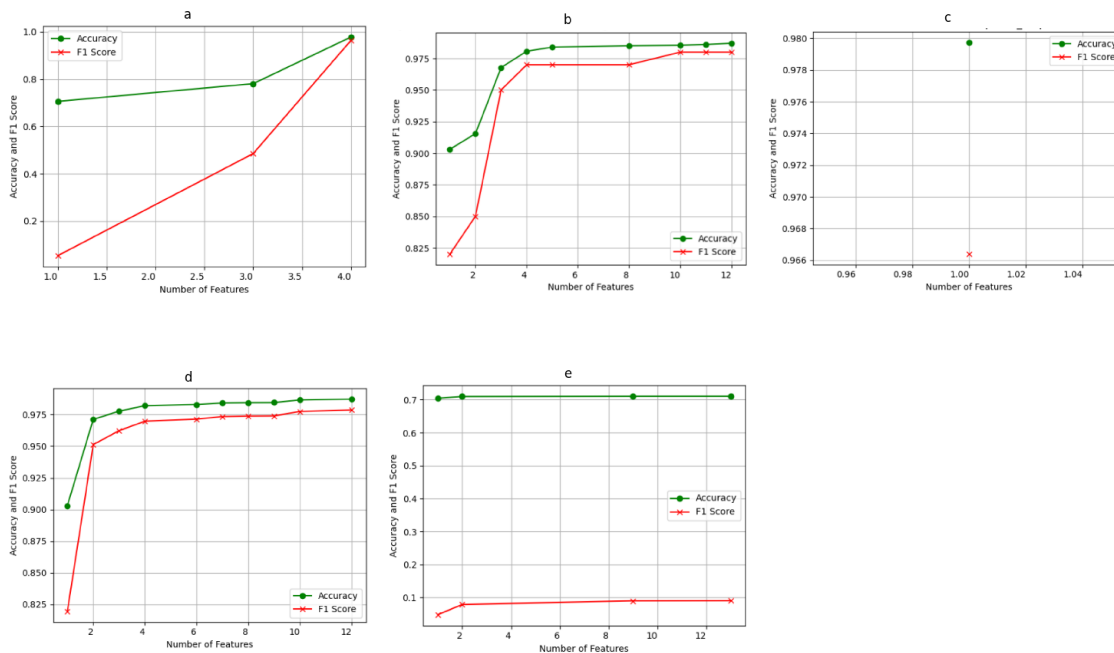 a
1.0
0.8
0.6
0.4
0.2
Accuracy and F1 Score
Accuracy
F1 Score
1.0 1.5 2.0 2.5 3.0 3.5 4.0
Number of Features
b
0.975
0.950
0.925
0.900
0.875
0.850
0.825
Accuracy and F1 Score
Accuracy
F1 Score
2 4 6 8 10 12
Number of Features
c
0.980
0.978
0.976
0.974
0.972
0.970
0.968
0.966
Accuracy and F1 Score
Accuracy
F1 Score
0.96 0.98 1.00 1.02 1.04
Number of Features
d
0.975
0.950
0.925
0.900
0.875
0.850
0.825
Accuracy and F1 Score
Accuracy
F1 Score
2 4 6 8 10 12
Number of Features
e
0.7
0.6
0.5
0.4
0.3
0.2
0.1
Accuracy and F1 Score
Accuracy
F1 Score
2 4 6 8 10 12
Number of Features